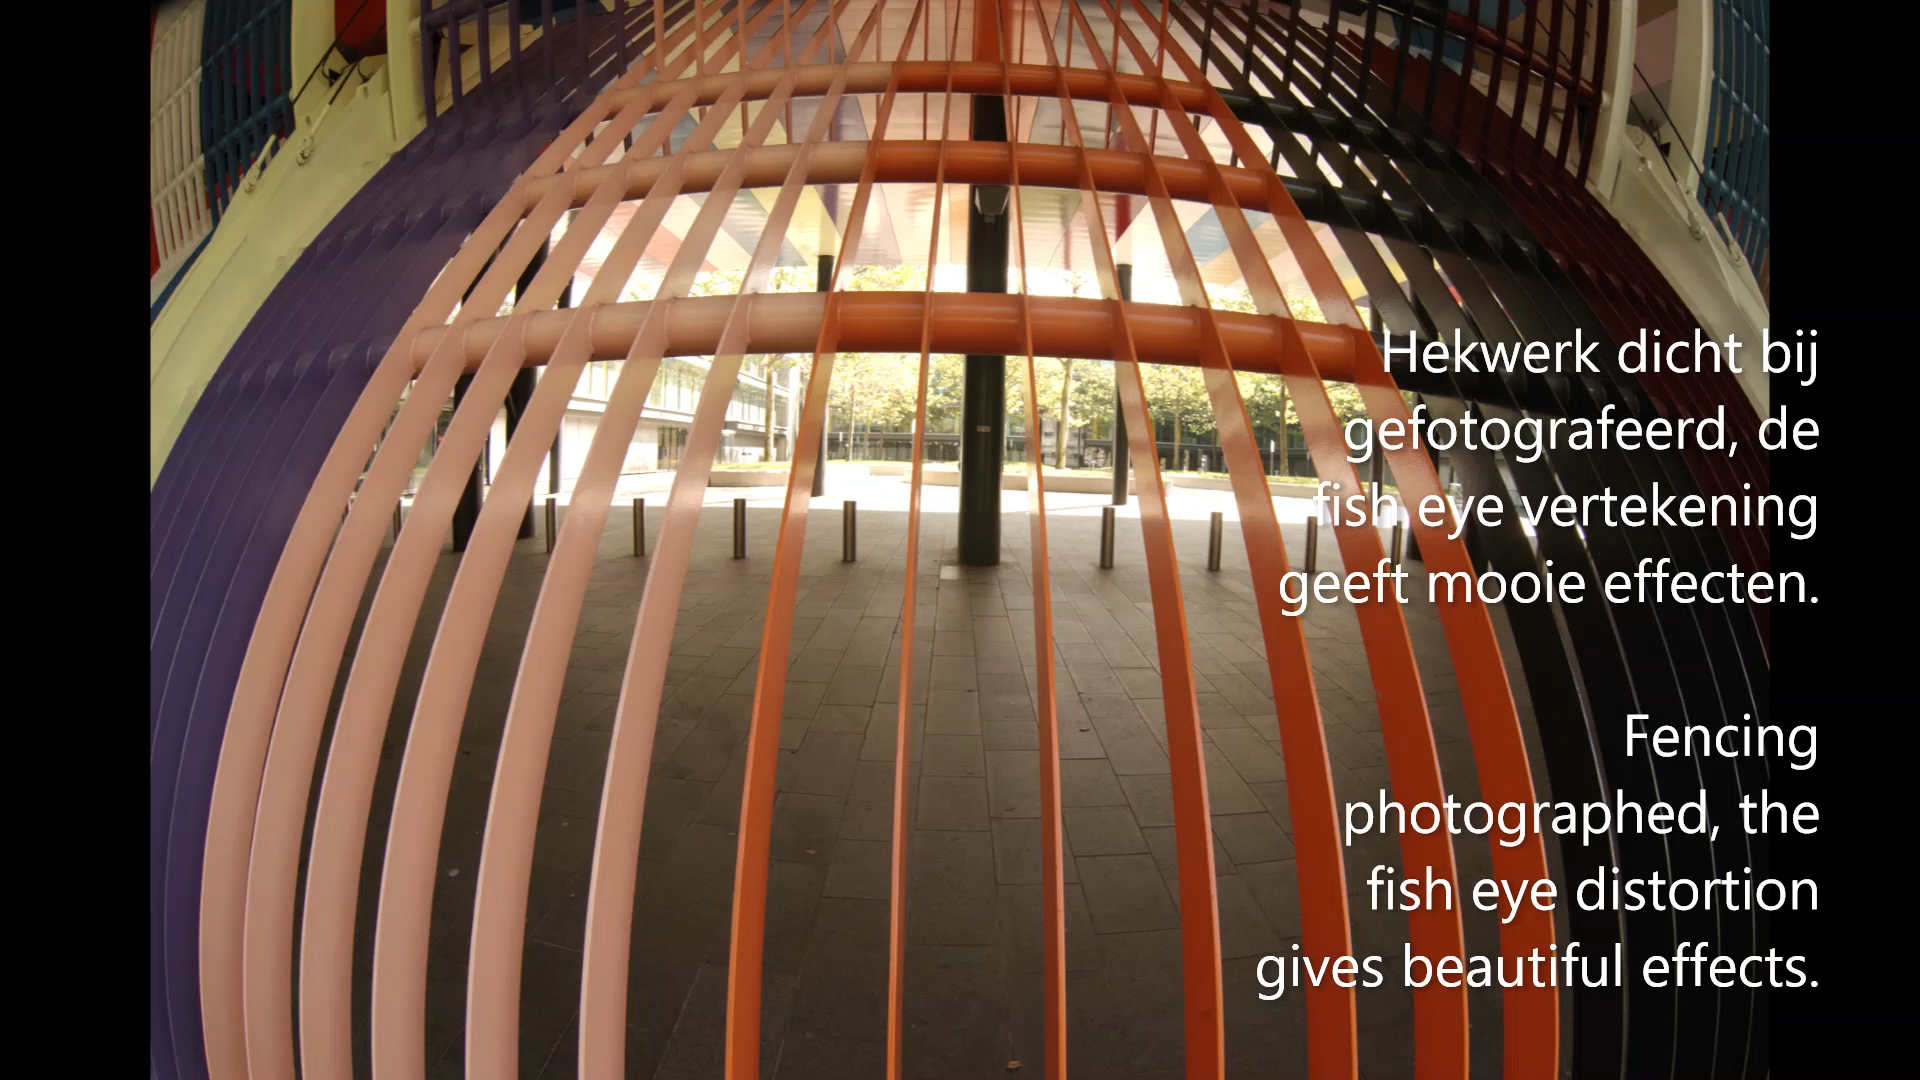 Hekwerk dicht bij
gefotografeerd, de
fish eye vertekening
geeft mooie effecten.
Fencing
photographed, the
fish eye distortion
gives beautiful effects.